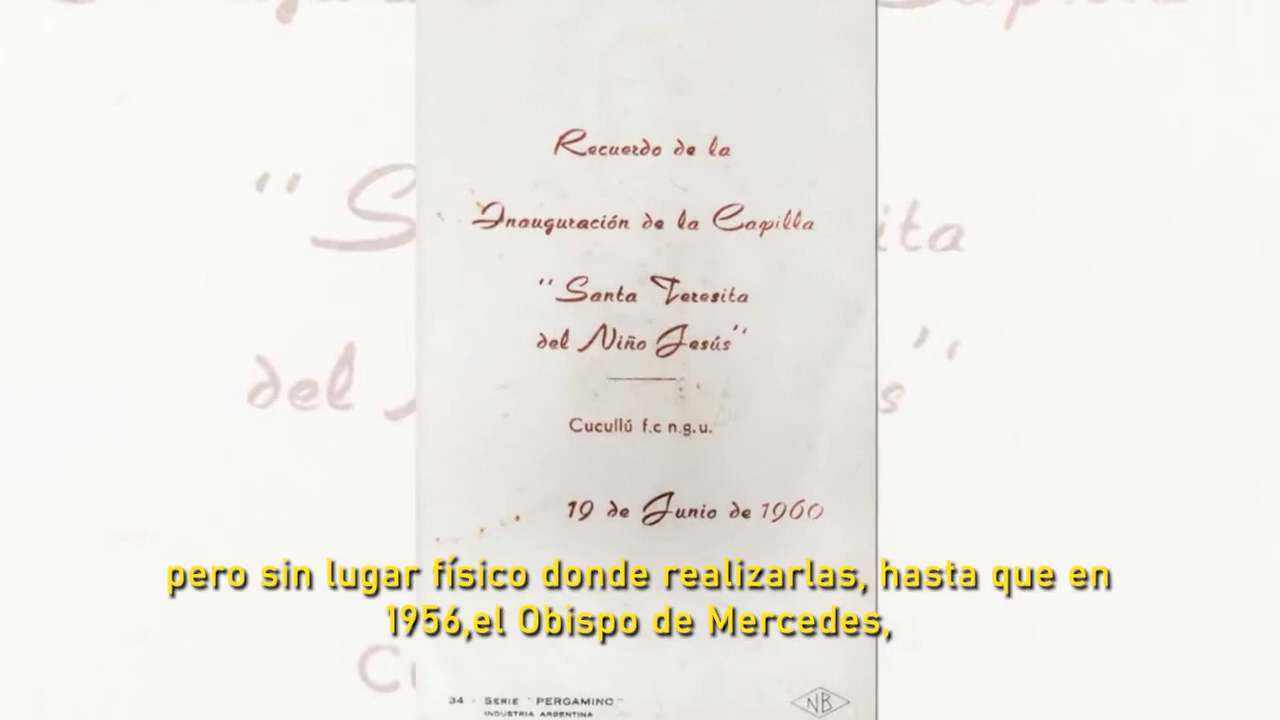 Recuerdo de la
Inauguración de la Capilla
"Santa Teresita
del Niño Jesús"
Cucullú f.c n.g.u.
19 de Junio de 1960
pero sin lugar físico donde realizarlas, hasta que en
1956,el Obispo de Mercedes,
34 - SERIE "PERGAMINO"
INDUSTRIA ARGENTINA
NB